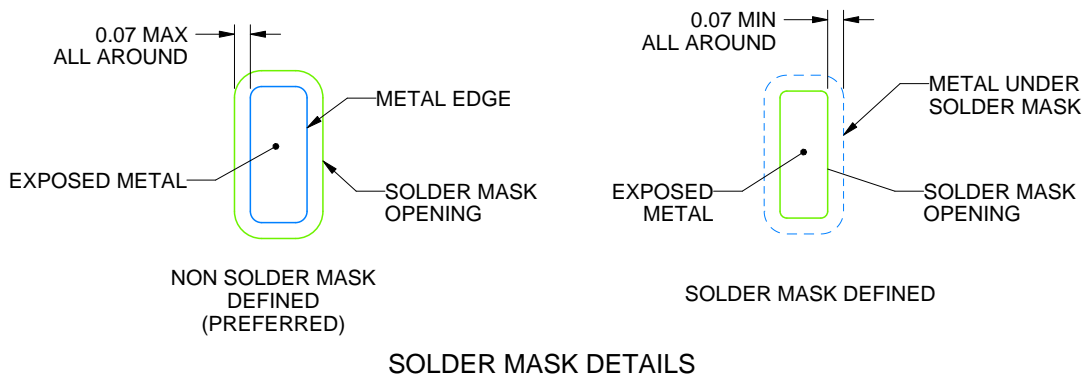 0.07 MAX
ALL AROUND
METAL EDGE
EXPOSED METAL
SOLDER MASK
OPENING
NON SOLDER MASK
DEFINED
(PREFERRED)
0.07 MIN
ALL AROUND
METAL UNDER
SOLDER MASK
EXPOSED
METAL
SOLDER MASK
OPENING
SOLDER MASK DEFINED
SOLDER MASK DETAILS